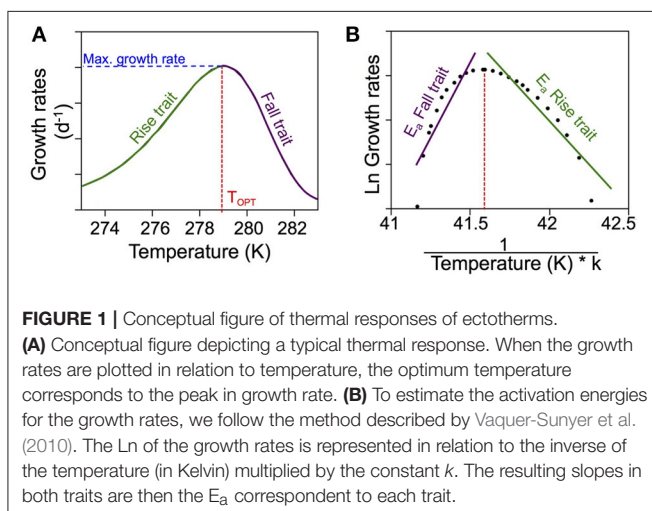 A
B
Max. growth rate
Rise trait
Fall trait
Growth rates
(d-1)
TOPT
274 276 278 280 282
Temperature (K)
Ea Fall trait
Ea Rise trait
Ln Growth rates
41 41.5 42 42.5
1
Temperature (K) * k
FIGURE 1 | Conceptual figure of thermal responses of ectotherms.
(A) Conceptual figure depicting a typical thermal response. When the growth
rates are plotted in relation to temperature, the optimum temperature
corresponds to the peak in growth rate. (B) To estimate the activation energies
for the growth rates, we follow the method described by Vaquer-Sunyer et al.
(2010). The Ln of the growth rates is represented in relation to the inverse of
the temperature (in Kelvin) multiplied by the constant k. The resulting slopes in
both traits are then the Ea correspondent to each trait.